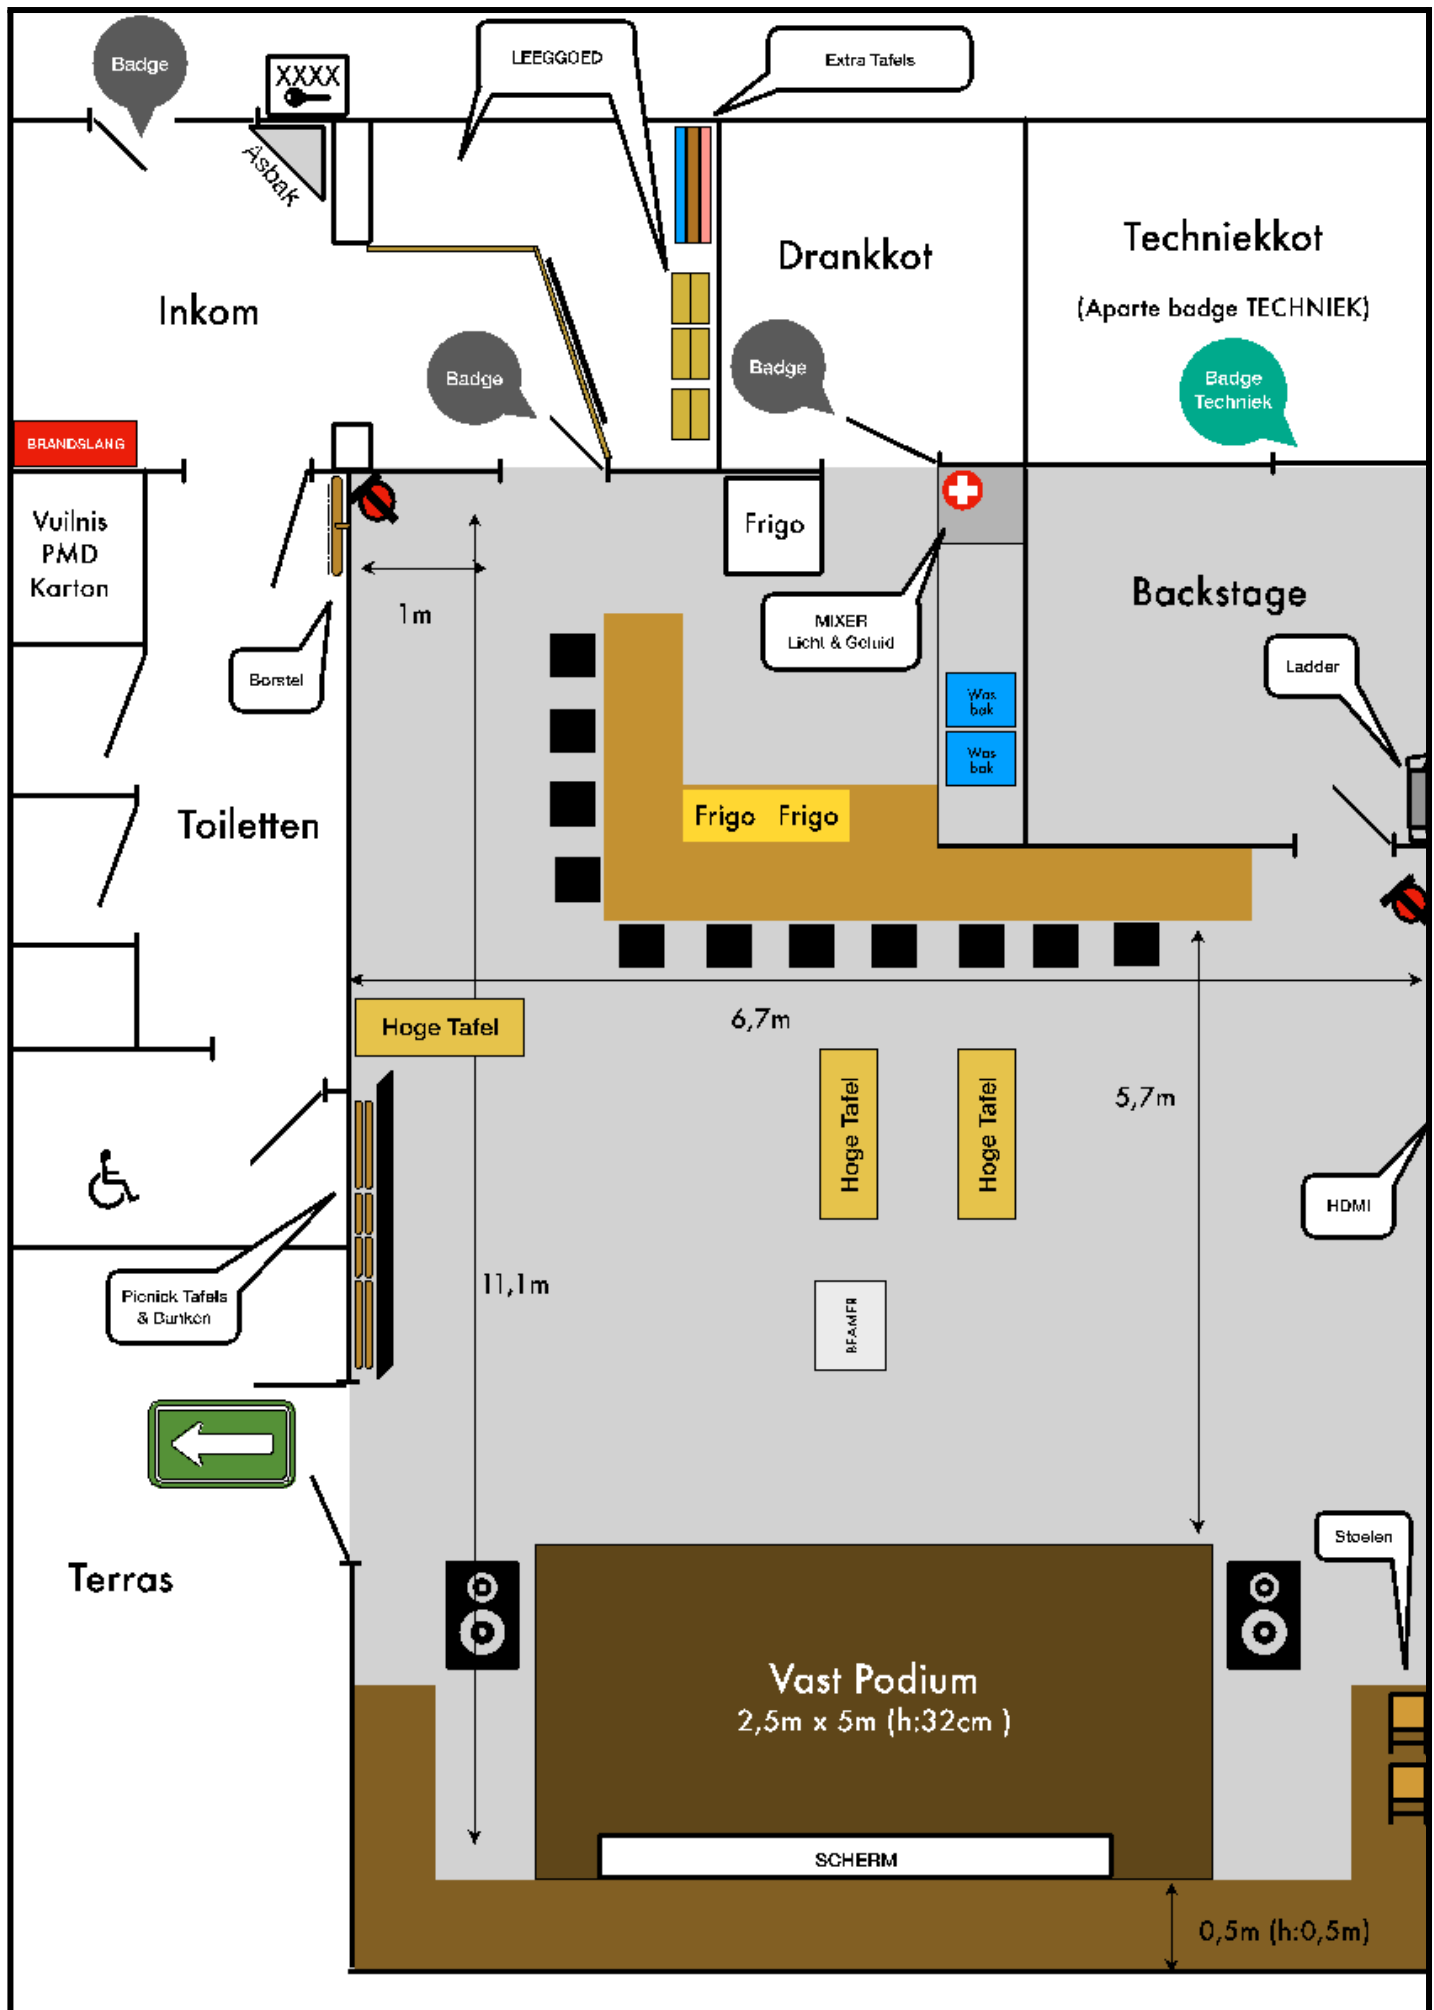 Badge
XXXX
LEEGGOED
Extra Tafels
Asbak
Drankkot
Techniekkot
(Aparte badge TECHNIEK)
Inkom
Badge
Badge
Badge
Techniek
BRANDSLANG
Vuilnis
PMD
Karton
Frigo
1m
MIXER
Licht & Geluid
Backstage
Borstel
Ladder
Was
bak
Was
bak
Toiletten
Frigo Frigo
Hoge Tafel
6,7m
Hoge Tafel
Hoge Tafel
5,7m
HDMI
Picnick Tafels
& Banken
11,1m
BEAMER
Stoelen
Terras
Vast Podium
2,5m x 5m (h:32cm )
SCHERM
0,5m (h:0,5m)